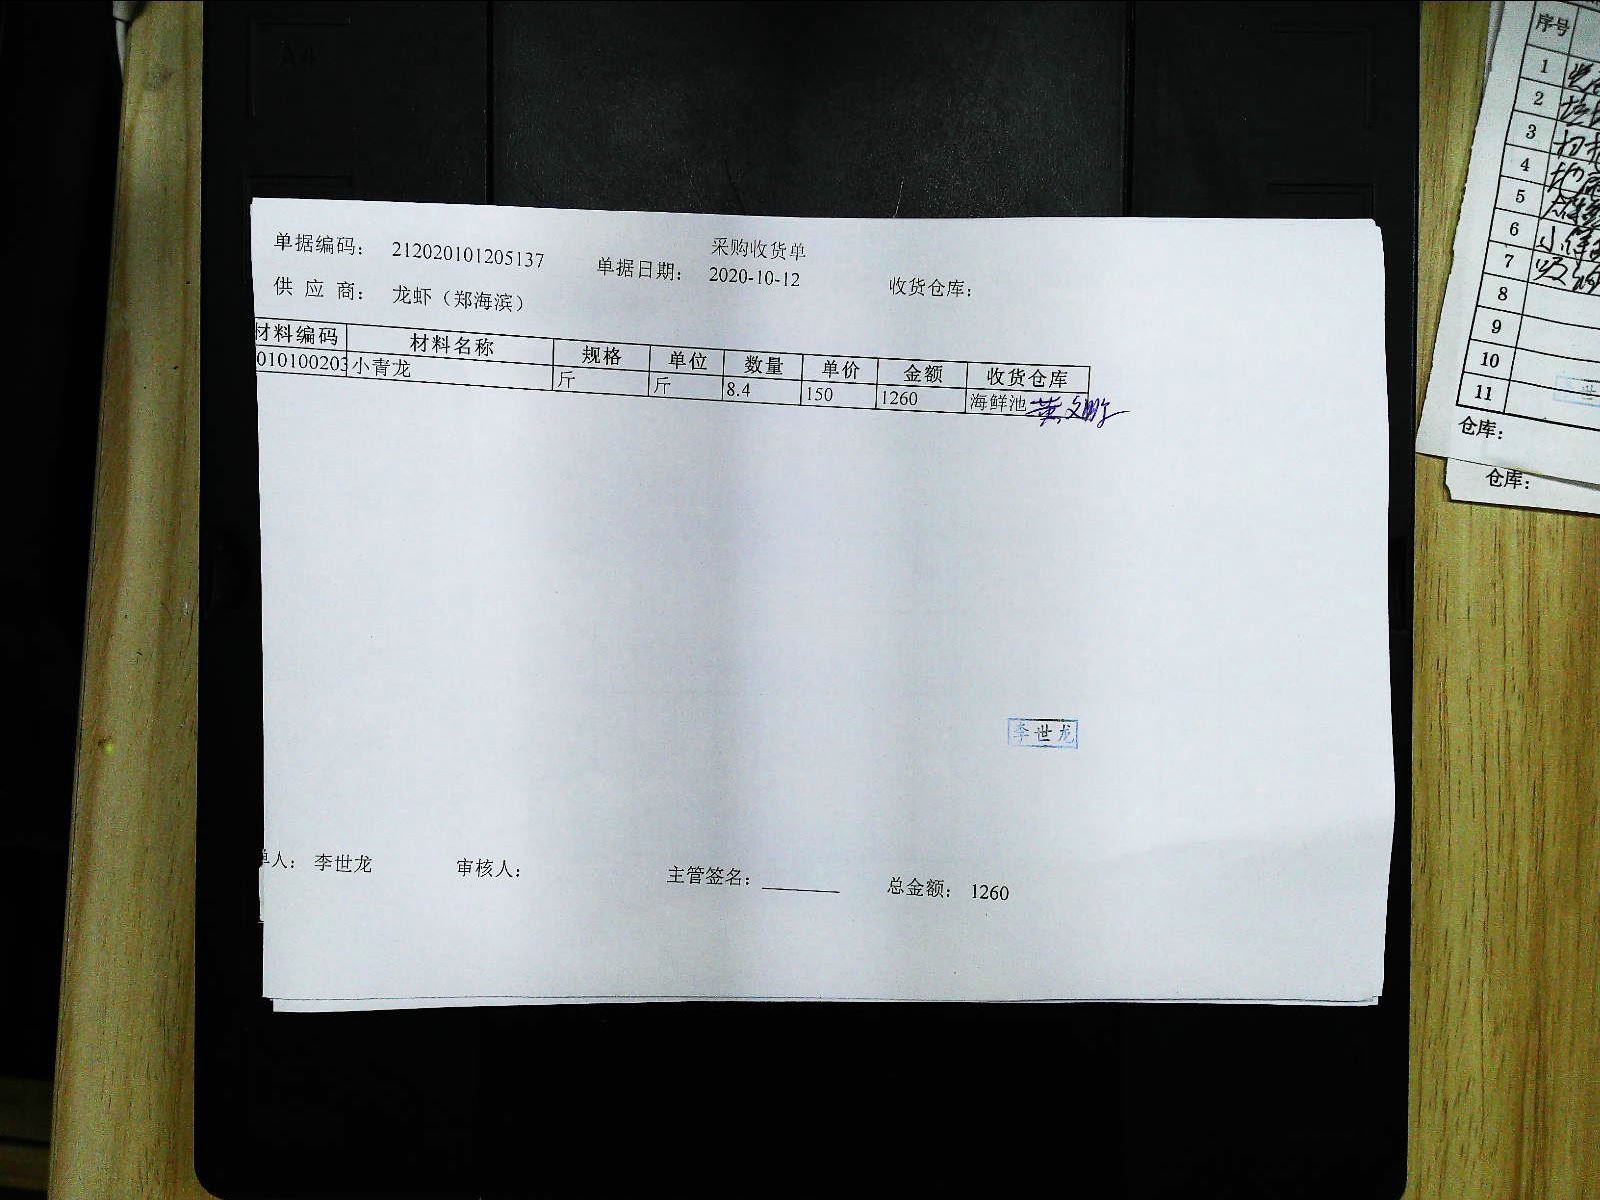 采购收货单
单据编码： 212020101205137 单据日期： 2020-10-12 收货仓库：
供 应 商： 龙虾（郑海滨）
材料编码 材料名称 规格 单位 数量 单价 金额 收货仓库
010100203 小青龙 斤 斤 8.4 150 1260 海鲜池
李世龙
单人： 李世龙 审核人： 主管签名： 总金额： 1260
序号
1
2
3
4
5
6
7
8
9
10
11
仓库：
仓库：